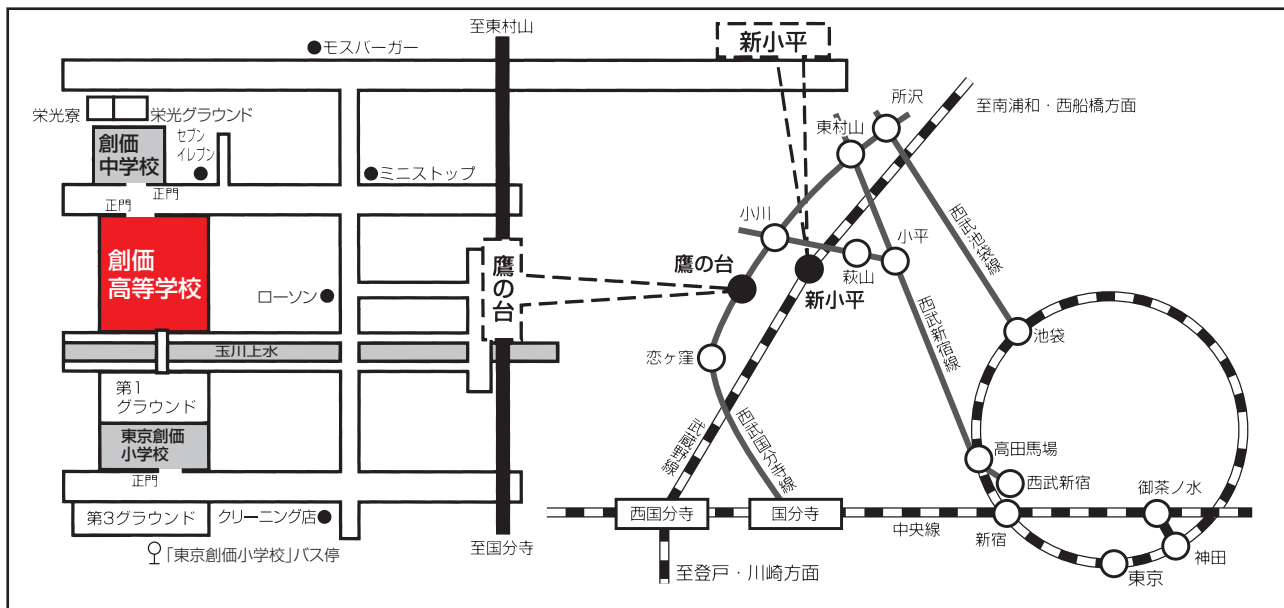 至東村山
モスバーガー
新小平
栄光寮
栄光グラウンド
創価
中学校
セブン
イレブン
ミニストップ
正門
正門
創価
高等学校
ローソン
鷹の台
玉川上水
第1
グラウンド
東京創価
小学校
正門
第3グラウンド
クリーニング店
「東京創価小学校」バス停
至国分寺
所沢
至南浦和・西船橋方面
東村山
小川
小平
萩山
鷹の台
新小平
西武池袋線
西武新宿線
池袋
恋ヶ窪
武蔵野線
西武国分寺線
高田馬場
西武新宿
御茶ノ水
西国分寺
国分寺
中央線
新宿
神田
東京
至登戸・川崎方面